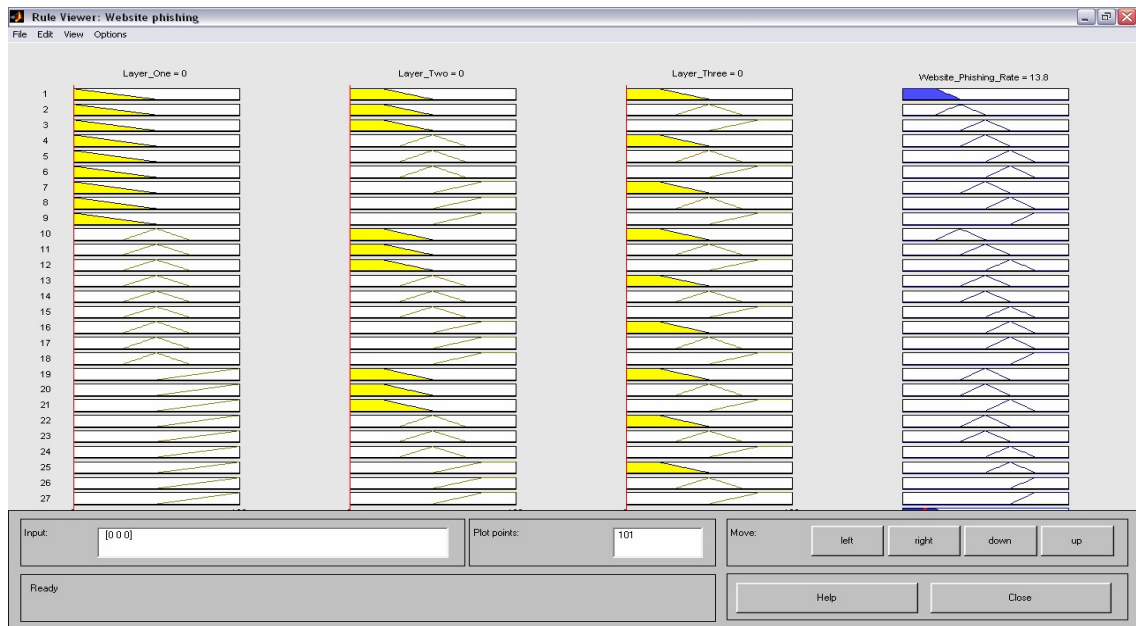 Rule Viewer: Website phishing
File Edit View Options
Layer_One = 0
Layer_Two = 0
Layer_Three = 0
Website_Phishing_Rate = 13.8
1
2
3
4
5
6
7
8
9
10
11
12
13
14
15
16
17
18
19
20
21
22
23
24
25
26
27
Input: [0 0 0]
Plot points: 101
Move: left right down up
Ready
Help Close